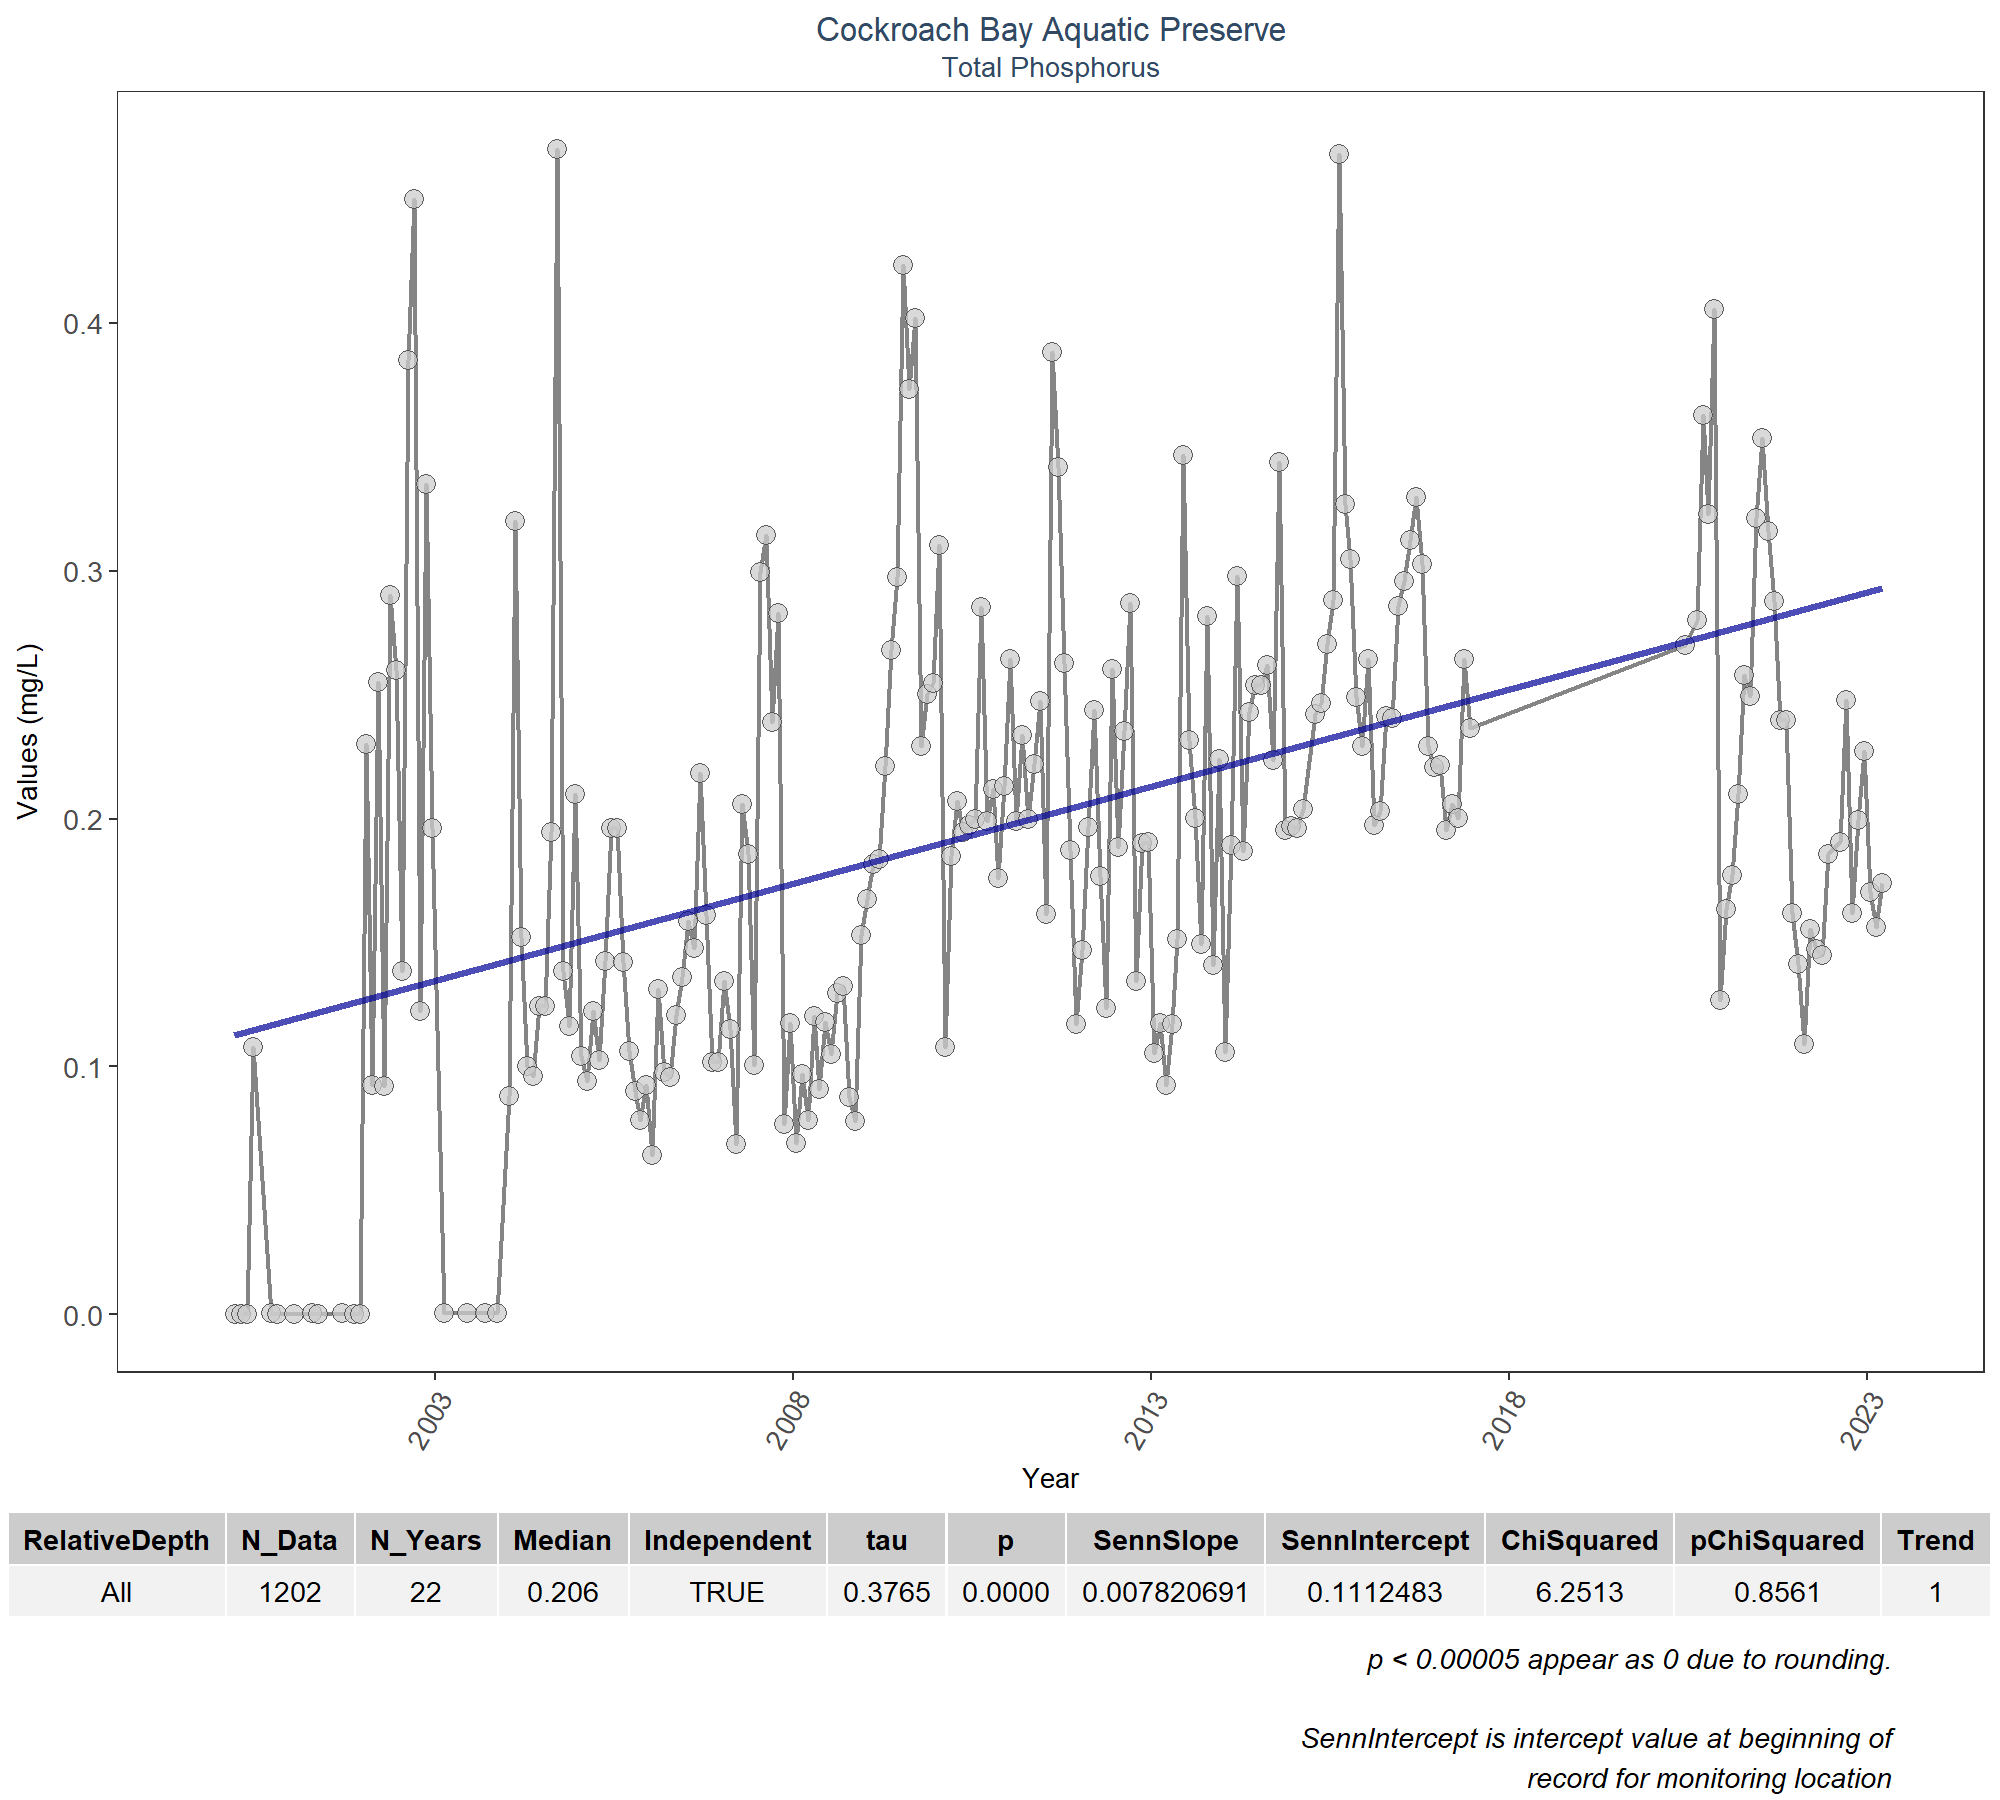 Cockroach Bay Aquatic Preserve
Total Phosphorus
Values (mg/L)
0.4
0.3
0.2
0.1
0.0
2003 2008 2013 2018 2023
Year
RelativeDepth N_Data N_Years Median Independent tau p SennSlope SennIntercept ChiSquared pChiSquared Trend
All 1202 22 0.206 TRUE 0.3765 0.0000 0.007820691 0.1112483 6.2513 0.8561 1
p < 0.00005 appear as 0 due to rounding.
SennIntercept is intercept value at beginning of
record for monitoring location